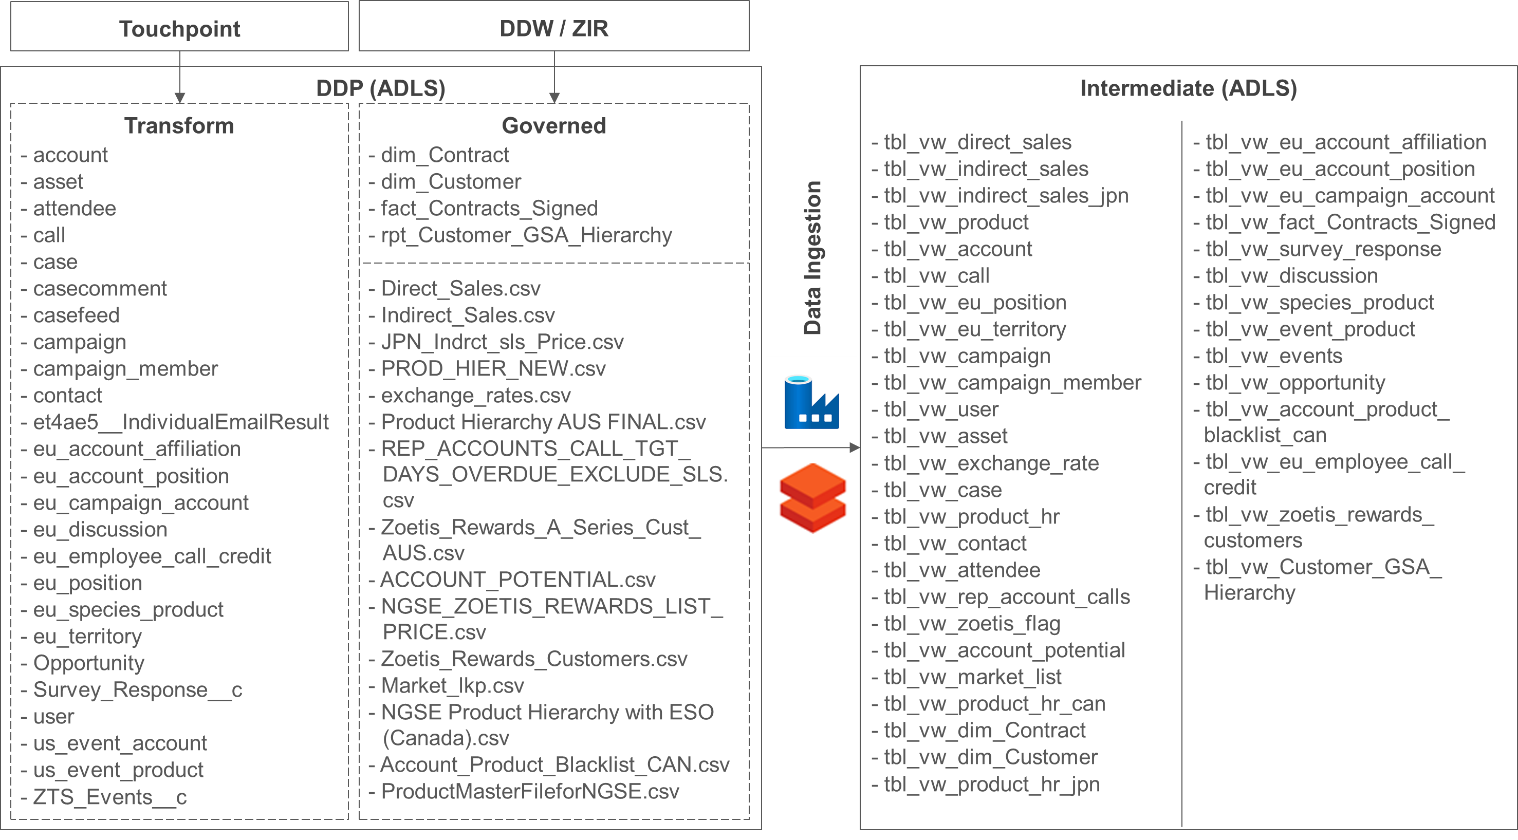 Touchpoint
DDW / ZIR
DDP (ADLS)
Transform
- account
- asset
- attendee
- call
- case
- casecomment
- casefeed
- campaign
- campaign_member
- contact
- et4ae5__IndividualEmailResult
- eu_account_affiliation
- eu_account_position
- eu_campaign_account
- eu_discussion
- eu_employee_call_credit
- eu_position
- eu_species_product
- eu_territory
- Opportunity
- Survey_Response__c
- user
- us_event_account
- us_event_product
- ZTS_Events__c
Governed
- dim_Contract
- dim_Customer
- fact_Contracts_Signed
- rpt_Customer_GSA_Hierarchy
- Direct_Sales.csv
- Indirect_Sales.csv
- JPN_Indrct_sls_Price.csv
- PROD_HIER_NEW.csv
- exchange_rates.csv
- Product Hierarchy AUS FINAL.csv
- REP_ACCOUNTS_CALL_TGT_
DAYS_OVERDUE_EXCLUDE_SLS.
csv
- Zoetis_Rewards_A_Series_Cust_
AUS.csv
- ACCOUNT_POTENTIAL.csv
- NGSE_ZOETIS_REWARDS_LIST_
PRICE.csv
- Zoetis_Rewards_Customers.csv
- Market_lkp.csv
- NGSE Product Hierarchy with ESO
(Canada).csv
- Account_Product_Blacklist_CAN.csv
- ProductMasterFileforNGSE.csv
Data Ingestion
Intermediate (ADLS)
- tbl_vw_direct_sales
- tbl_vw_indirect_sales
- tbl_vw_indirect_sales_jpn
- tbl_vw_product
- tbl_vw_account
- tbl_vw_call
- tbl_vw_eu_position
- tbl_vw_eu_territory
- tbl_vw_campaign
- tbl_vw_campaign_member
- tbl_vw_user
- tbl_vw_asset
- tbl_vw_exchange_rate
- tbl_vw_case
- tbl_vw_product_hr
- tbl_vw_contact
- tbl_vw_attendee
- tbl_vw_rep_account_calls
- tbl_vw_zoetis_flag
- tbl_vw_account_potential
- tbl_vw_market_list
- tbl_vw_product_hr_can
- tbl_vw_dim_Contract
- tbl_vw_dim_Customer
- tbl_vw_product_hr_jpn
- tbl_vw_eu_account_affiliation
- tbl_vw_eu_account_position
- tbl_vw_eu_campaign_account
- tbl_vw_fact_Contracts_Signed
- tbl_vw_survey_response
- tbl_vw_discussion
- tbl_vw_species_product
- tbl_vw_event_product
- tbl_vw_events
- tbl_vw_opportunity
- tbl_vw_account_product_
blacklist_can
- tbl_vw_eu_employee_call_
credit
- tbl_vw_zoetis_rewards_
customers
- tbl_vw_Customer_GSA_
Hierarchy